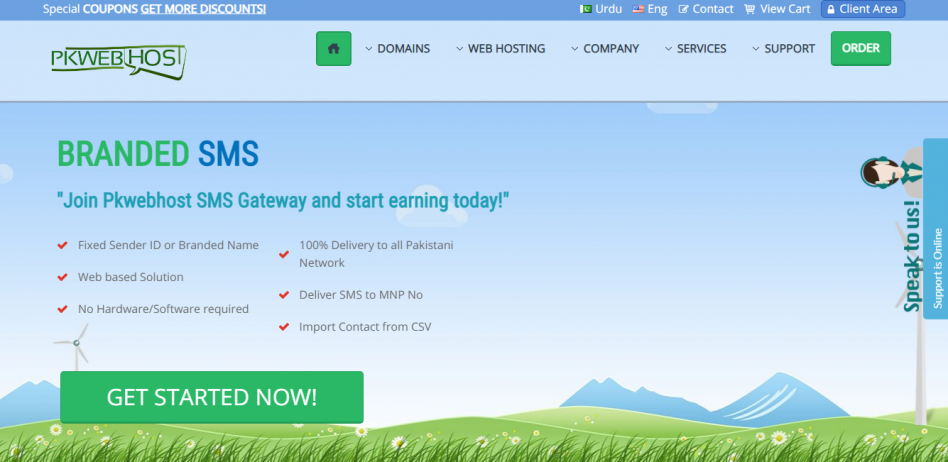 Special COUPONS GET MORE DISCOUNTS!
Urdu Eng Contact View Cart Client Area
PKWEBHOST
DOMAINS WEB HOSTING COMPANY SERVICES SUPPORT ORDER
BRANDED SMS
"Join Pkwebhost SMS Gateway and start earning today!"
Fixed Sender ID or Branded Name
Web based Solution
No Hardware/Software required
100% Delivery to all Pakistani
Network
Deliver SMS to MNP No
Import Contact from CSV
GET STARTED NOW!
Speak to us!
Support is Online